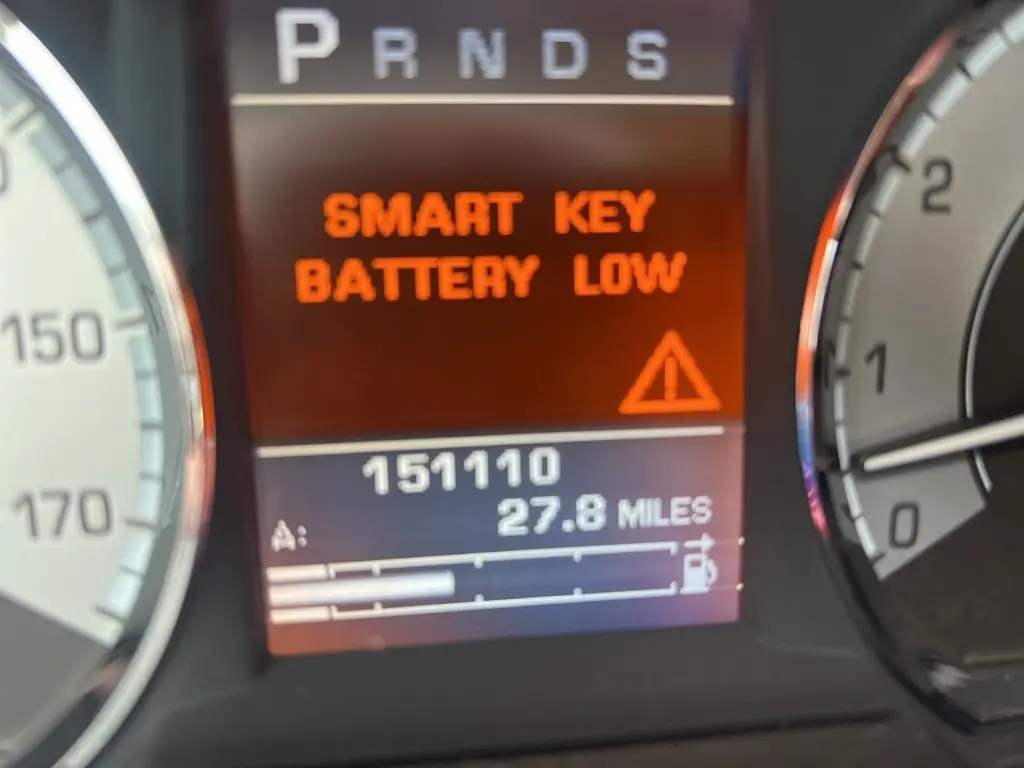 P R N D S
SMART KEY
BATTERY LOW
151110
27.8 MILES
A:
150
170
2
1
0